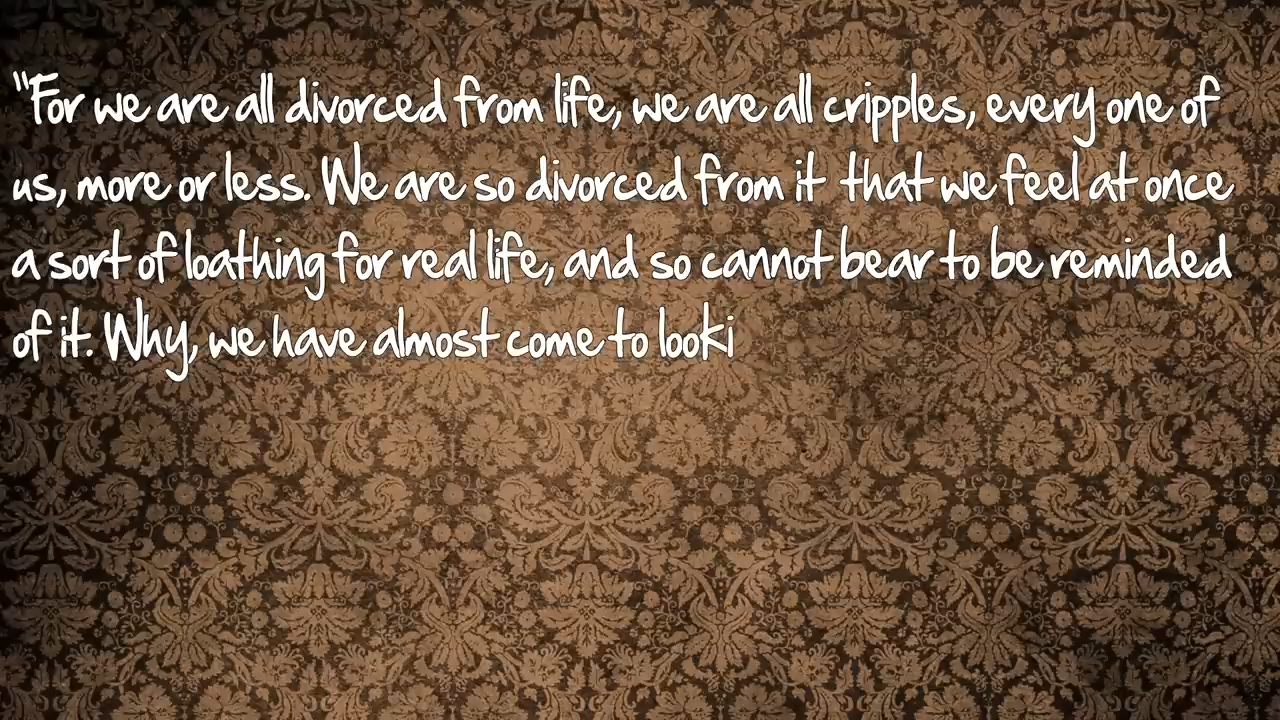 "For we are all divorced from life, we are all cripples, every one of
us, more or less. We are so divorced from it that we feel at once
a sort of loathing for real life, and so cannot bear to be reminded
of it. Why, we have almost come to looki